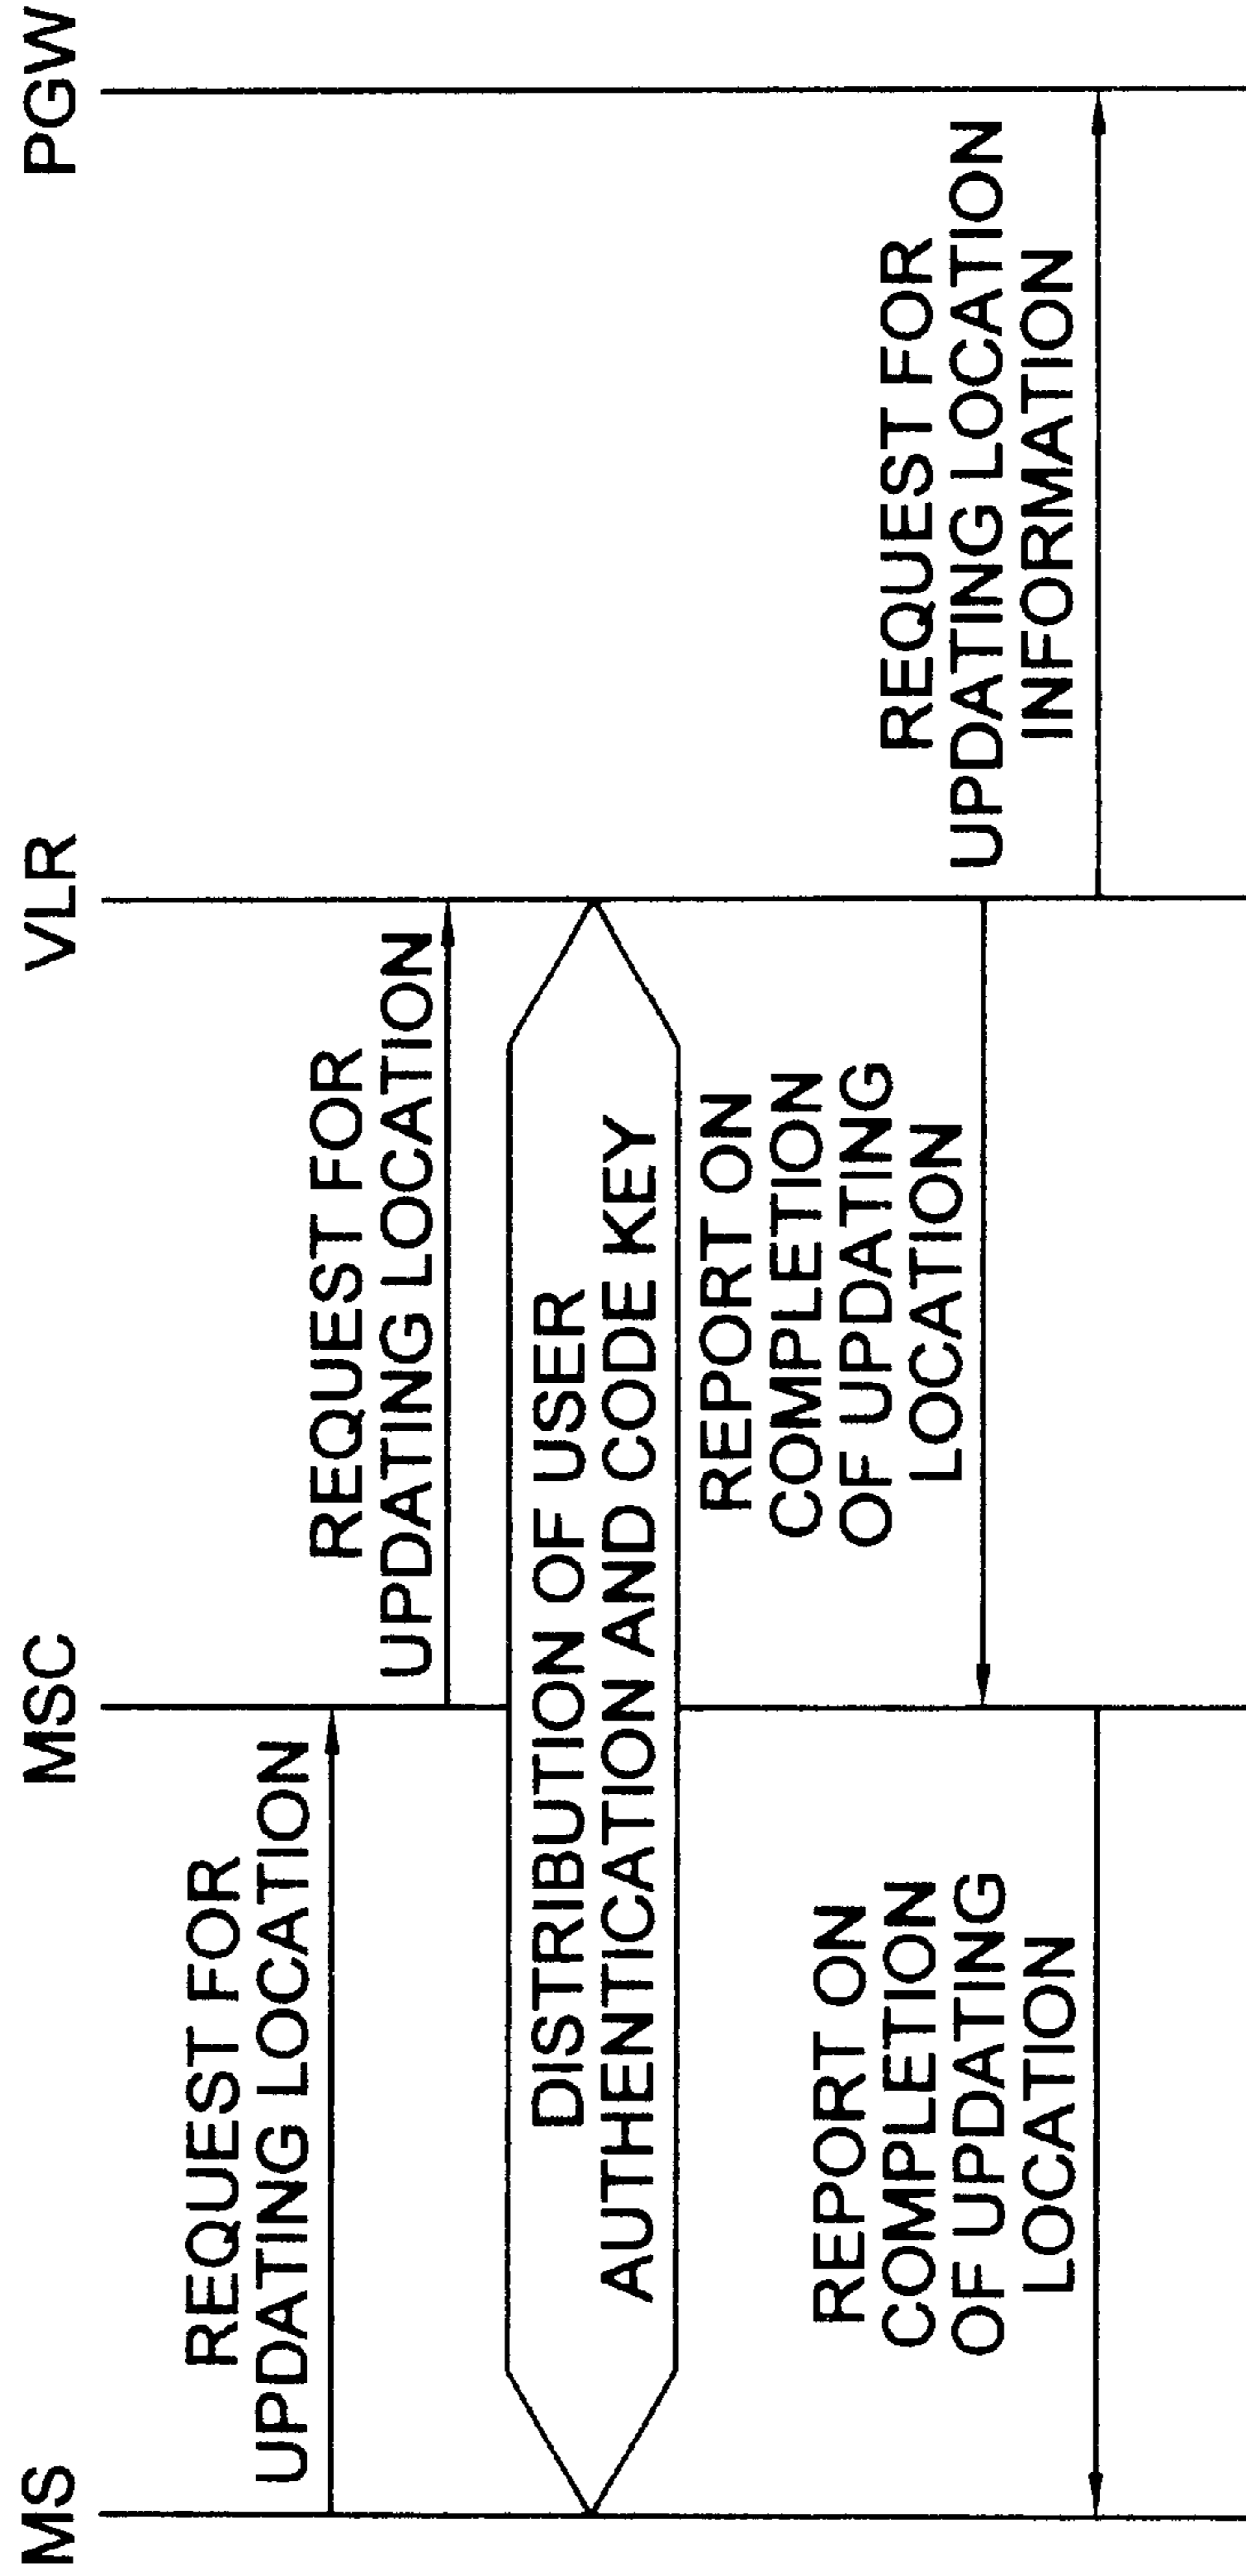 MS
MSC
VLR
PGW
REQUEST FOR
UPDATING LOCATION
REQUEST FOR
UPDATING LOCATION
DISTRIBUTION OF USER
AUTHENTICATION AND CODE KEY
REPORT ON
COMPLETION
OF UPDATING
LOCATION
REPORT ON
COMPLETION
OF UPDATING
LOCATION
REQUEST FOR
UPDATING LOCATION
INFORMATION